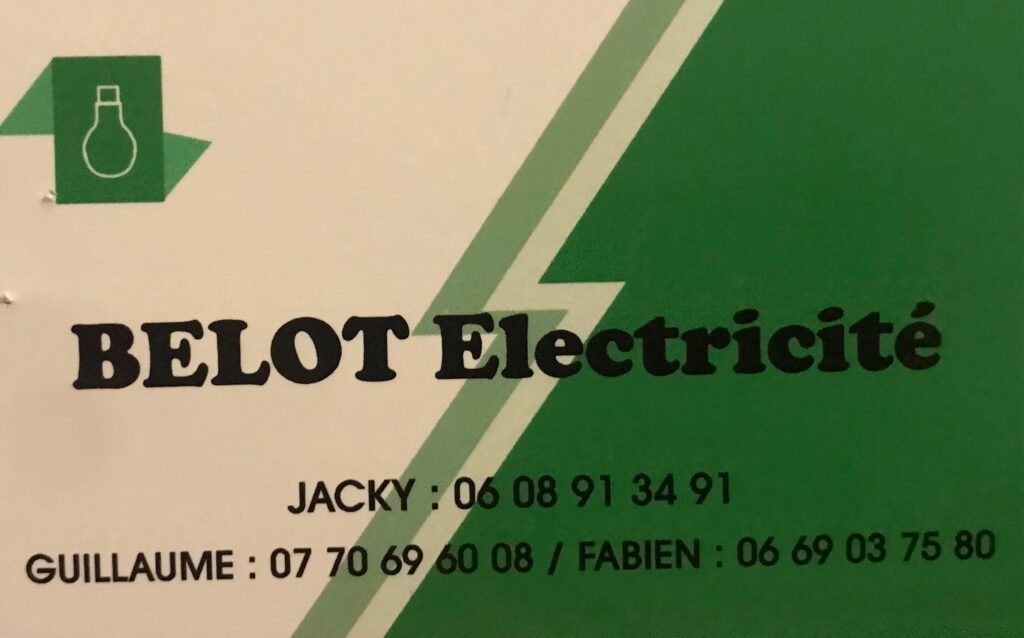 BELOT Electricité
JACKY : 06 08 91 34 91
GUILLAUME : 07 70 69 60 08 / FABIEN : 06 69 03 75 80